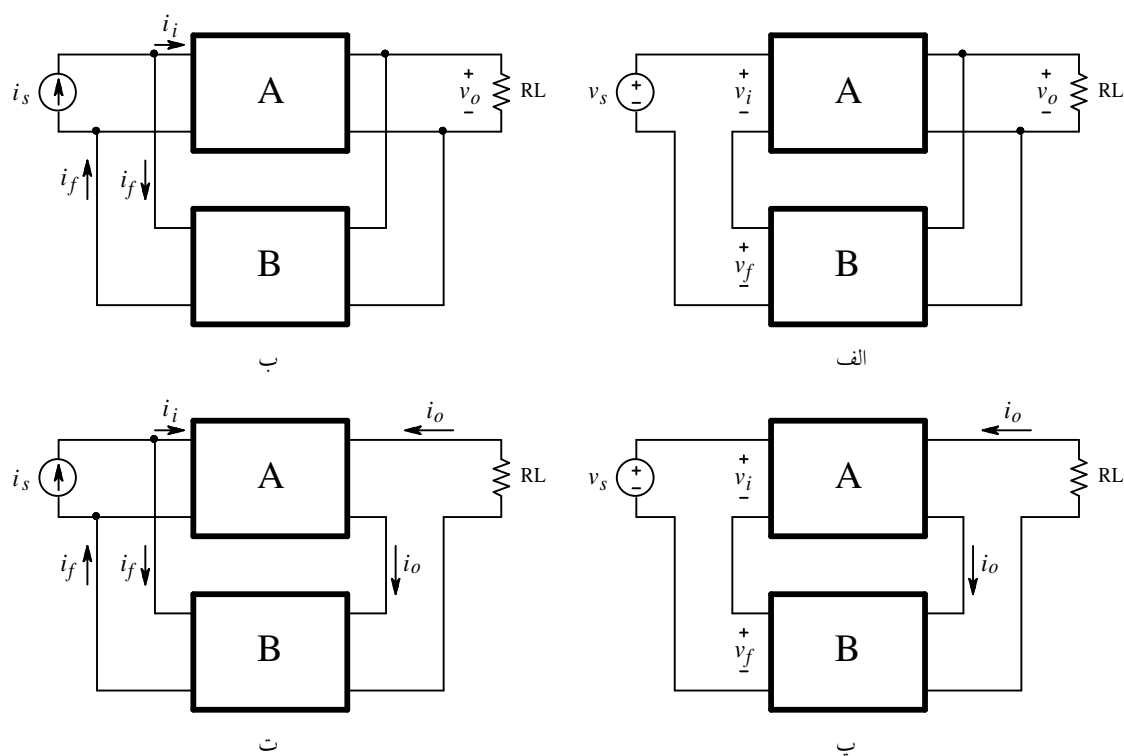 i_i
i_s A v_o + − RL
i_f i_f
B
ب
v_s + − v_i + − A v_o + − RL
v_f + − B
الف
i_i i_o
i_s A RL
i_f i_f i_o
B
ت
i_o
v_s + − v_i + − A RL
i_o
v_f + − B
پ